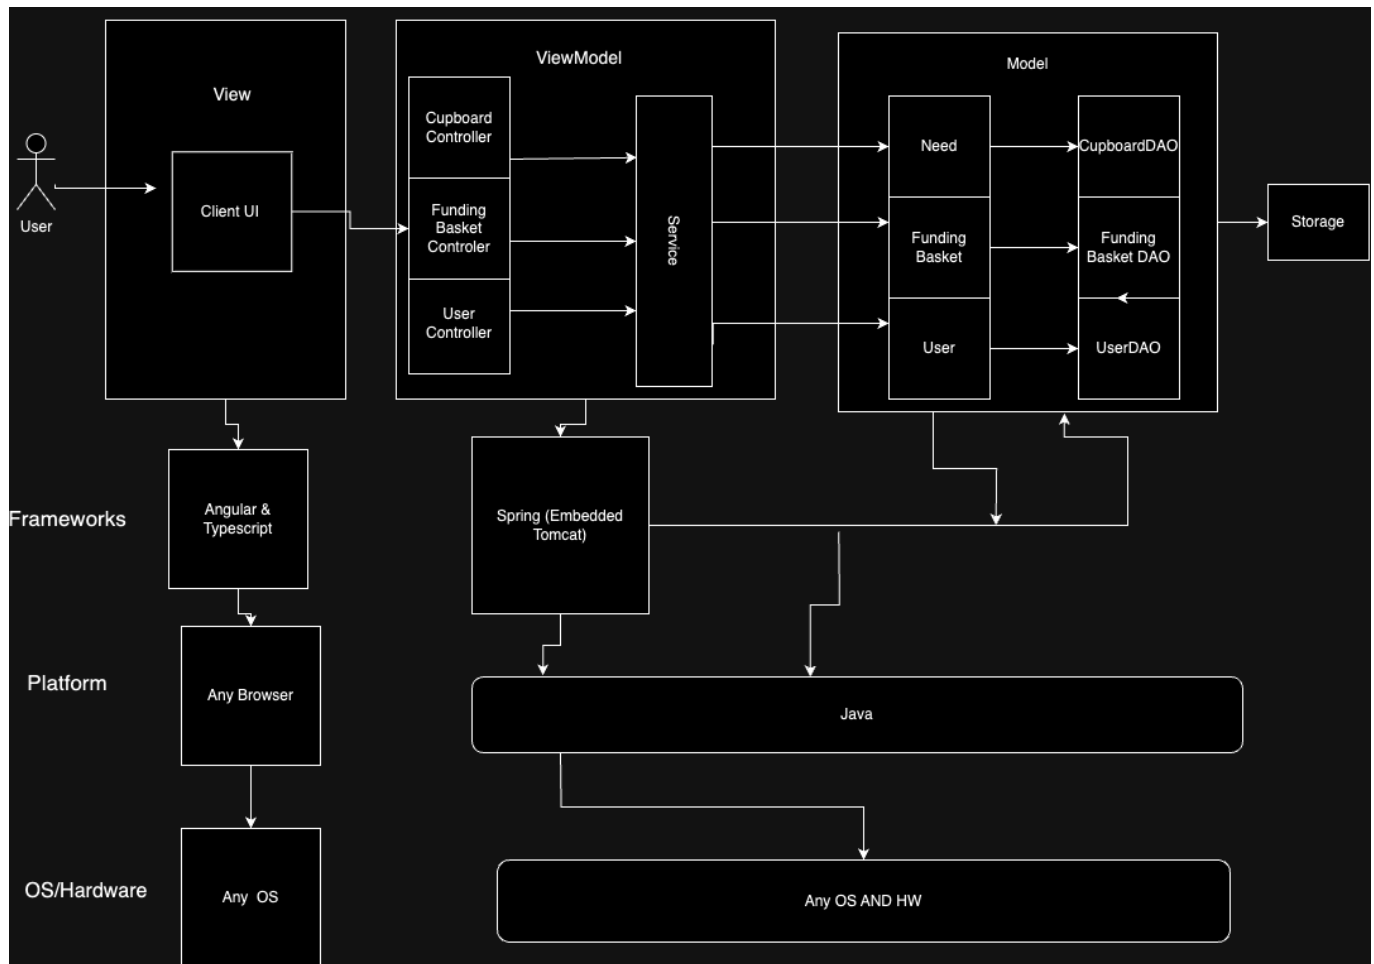 View
ViewModel
Model
User
Client UI
Cupboard
Controller
Funding
Basket
Controler
User
Controller
Service
Need
Funding
Basket
User
CupboardDAO
Funding
Basket DAO
UserDAO
Storage
Frameworks
Angular &
Typescript
Spring (Embedded
Tomcat)
Platform
Any Browser
Java
OS/Hardware
Any OS
Any OS AND HW